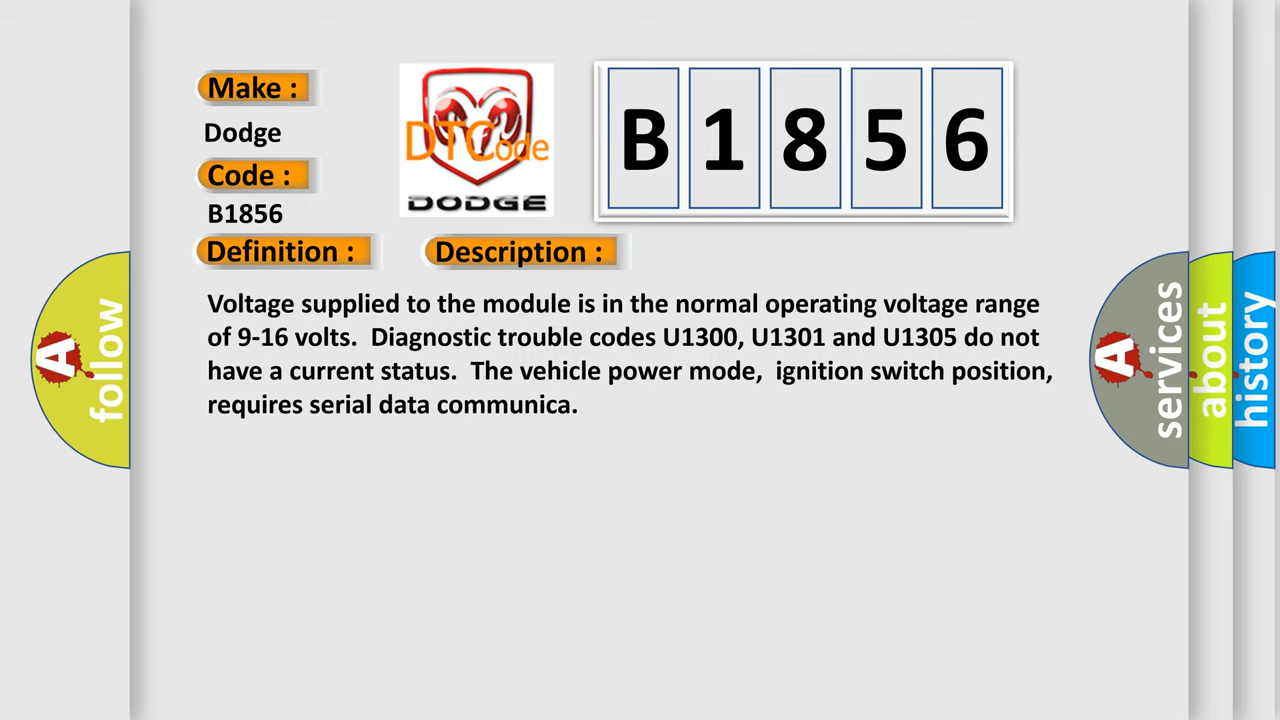 Make :
Dodge
Code :
B1856
Definition :
Description :
DTCode
DODGE
B 1 8 5 6
Voltage supplied to the module is in the normal operating voltage range
of 9-16 volts. Diagnostic trouble codes U1300, U1301 and U1305 do not
have a current status. The vehicle power mode, ignition switch position,
requires serial data communica.
A follow
A services
about
history